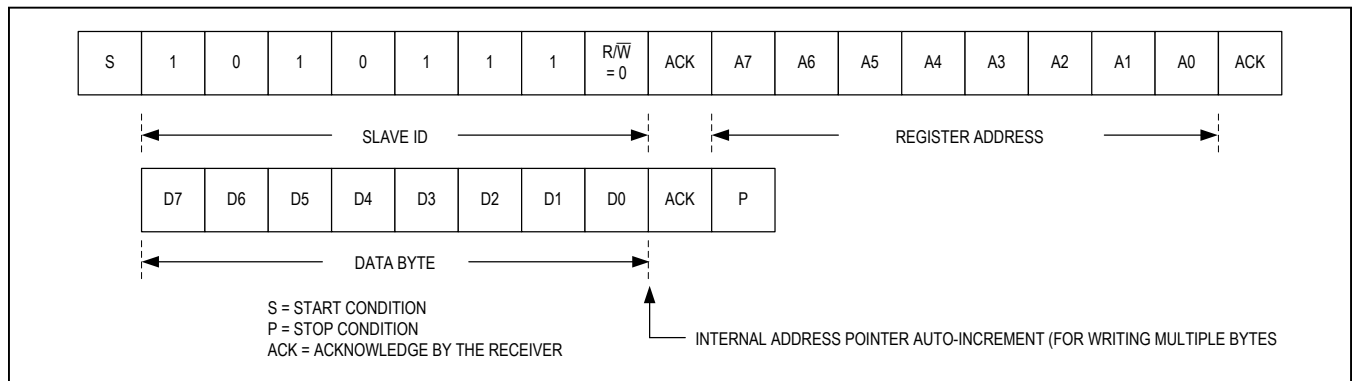 S 1 0 1 0 1 1 1 R/W̅ = 0 ACK A7 A6 A5 A4 A3 A2 A1 A0 ACK
SLAVE ID REGISTER ADDRESS
D7 D6 D5 D4 D3 D2 D1 D0 ACK P
DATA BYTE
S = START CONDITION
P = STOP CONDITION
ACK = ACKNOWLEDGE BY THE RECEIVER
INTERNAL ADDRESS POINTER AUTO-INCREMENT (FOR WRITING MULTIPLE BYTES